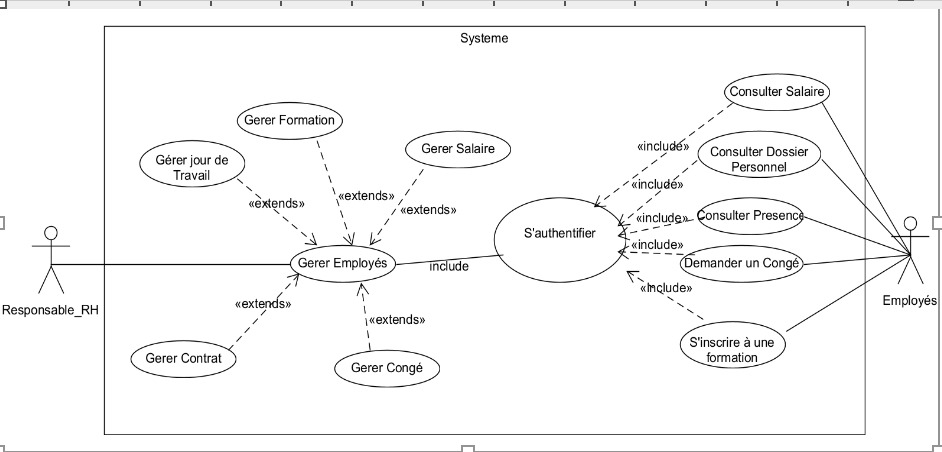 Systeme
Consulter Salaire
Gerer Formation
«include»
Gerer Salaire
Consulter Dossier
Personnel
Gérer jour de
Travail
«include»
«extends»
«extends»
«extends»
«include»
Consulter Presence
S'authentifier
«include»
Gerer Employés
include
Demander un Congé
«Include»
Responsable_RH
Employés
«extends»
«extends»
S'inscrire à une
formation
Gerer Contrat
Gerer Congé